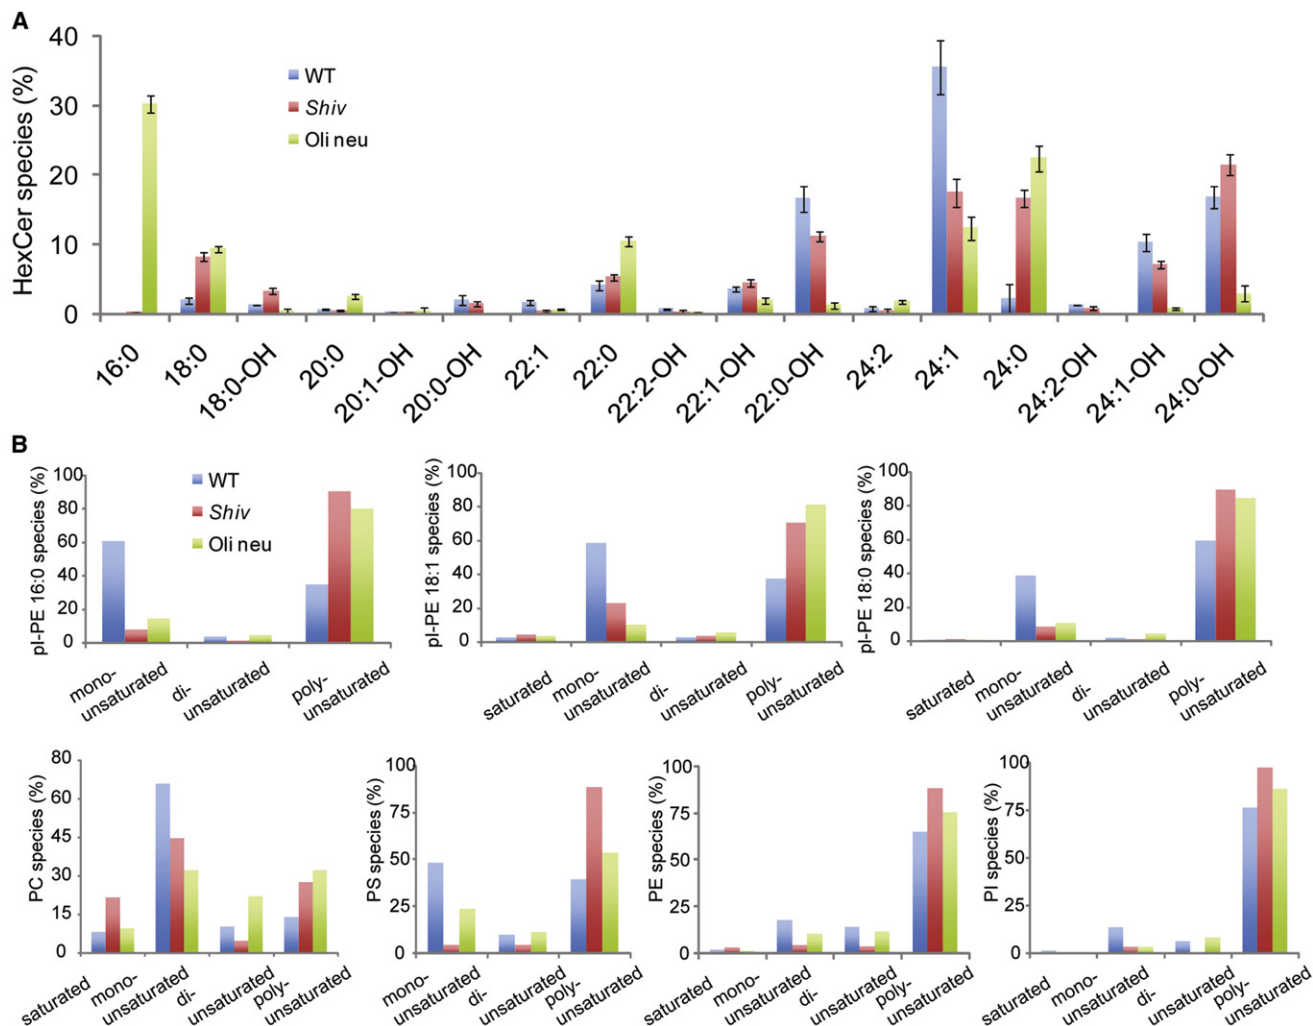 A
HexCer species (%)
40
30
20
10
0
WT
Shiv
Oli neu
16:0
18:0
18:0-OH
20:0
20:1-OH
20:0-OH
22:1
22:0
22:2-OH
22:1-OH
22:0-OH
24:2
24:1
24:0
24:2-OH
24:1-OH
24:0-OH
B
pl-PE 16:0 species (%)
100
80
60
40
20
0
WT
Shiv
Oli neu
mono-
unsaturated
di-
unsaturated
poly-
unsaturated
pl-PE 18:1 species (%)
100
80
60
40
20
0
saturated
mono-
unsaturated
di-
unsaturated
poly-
unsaturated
pl-PE 18:0 species (%)
100
80
60
40
20
0
saturated
mono-
unsaturated
di-
unsaturated
poly-
unsaturated
PC species (%)
80
60
45
30
15
0
saturated
mono-
unsaturated
di-
unsaturated
poly-
unsaturated
PS species (%)
100
75
50
25
0
mono-
unsaturated
di-
unsaturated
poly-
unsaturated
PE species (%)
100
75
50
25
0
saturated
mono-
unsaturated
di-
unsaturated
poly-
unsaturated
PI species (%)
100
75
50
25
0
saturated
mono-
unsaturated
di-
unsaturated
poly-
unsaturated